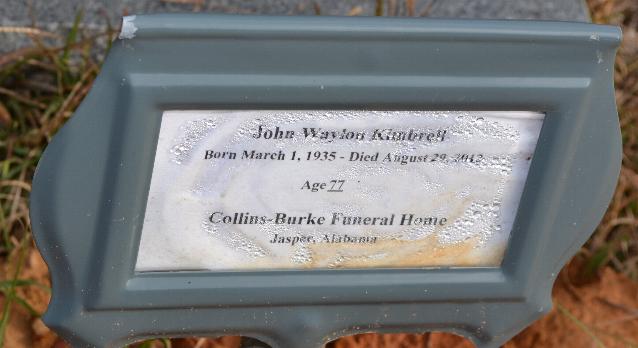 John Waylon Kimbrell
Born March 1, 1935 - Died August 29, 2012
Age 77
Collins-Burke Funeral Home
Jasper, Alabama